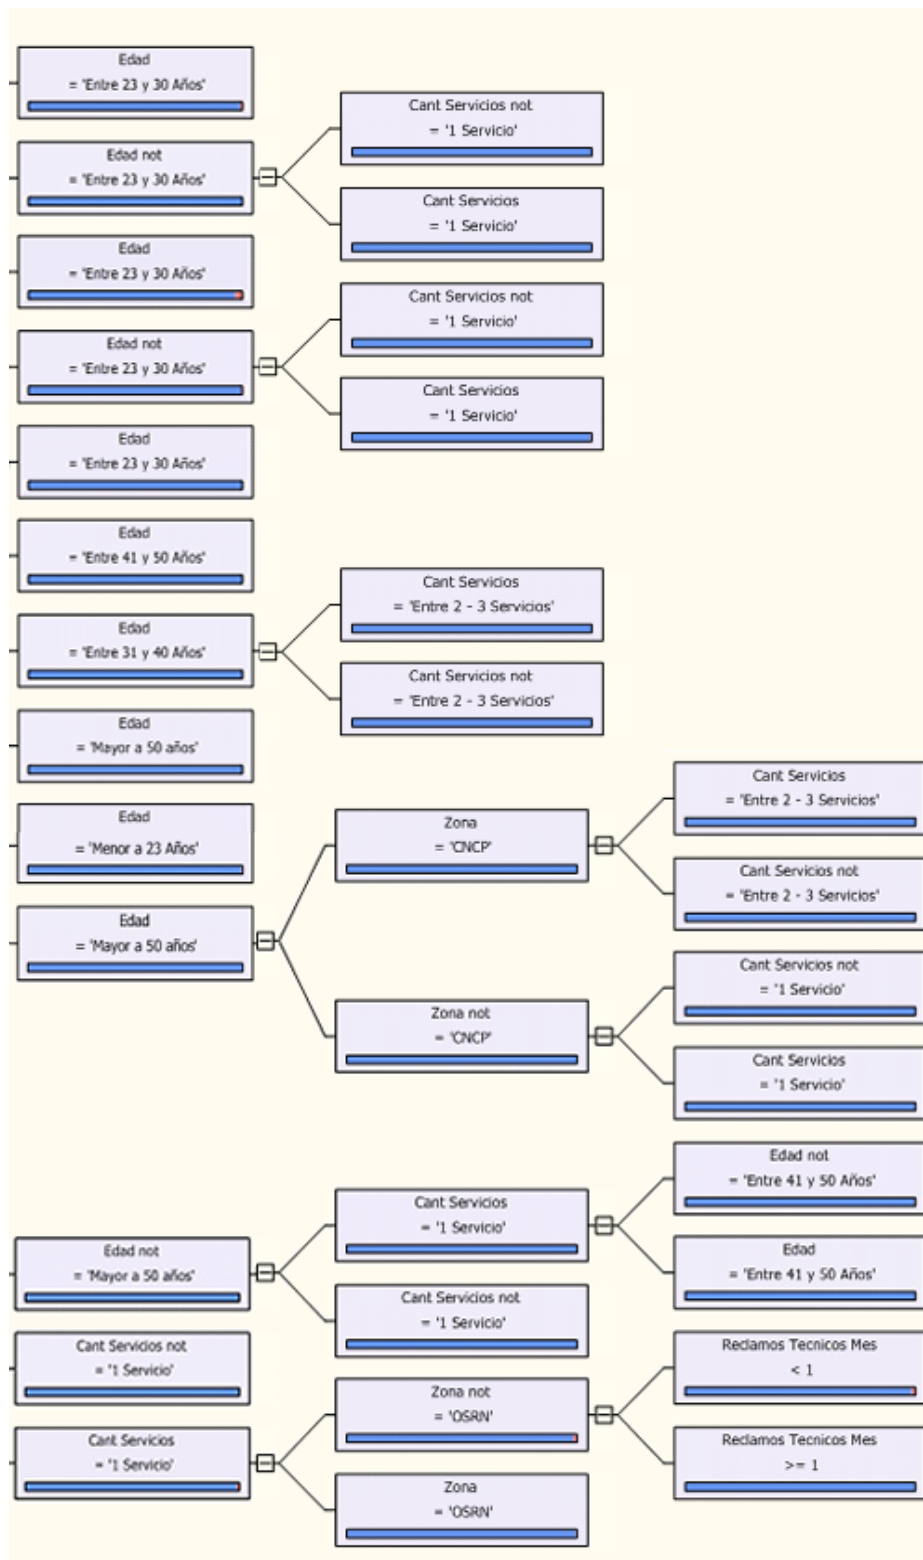 Edad
= 'Entre 23 y 30 Años'
Edad not
= 'Entre 23 y 30 Años'
Edad
= 'Entre 23 y 30 Años'
Edad not
= 'Entre 23 y 30 Años'
Edad
= 'Entre 23 y 30 Años'
Edad
= 'Entre 41 y 50 Años'
Edad
= 'Entre 31 y 40 Años'
Edad
= 'Mayor a 50 años'
Edad
= 'Menor a 23 Años'
Edad
= 'Mayor a 50 años'
Edad not
= 'Mayor a 50 años'
Cant Servicios not
= '1 Servicio'
Cant Servicios
= '1 Servicio'
Cant Servicios not
= '1 Servicio'
Cant Servicios
= '1 Servicio'
Cant Servicios not
= '1 Servicio'
Cant Servicios
= '1 Servicio'
Cant Servicios
= 'Entre 2 - 3 Servicios'
Cant Servicios not
= 'Entre 2 - 3 Servicios'
Zona
= 'CNCP'
Zona not
= 'CNCP'
Cant Servicios
= '1 Servicio'
Cant Servicios not
= '1 Servicio'
Zona not
= 'OSRN'
Zona
= 'OSRN'
Cant Servicios
= 'Entre 2 - 3 Servicios'
Cant Servicios not
= 'Entre 2 - 3 Servicios'
Cant Servicios not
= '1 Servicio'
Cant Servicios
= '1 Servicio'
Edad not
= 'Entre 41 y 50 Años'
Edad
= 'Entre 41 y 50 Años'
Reclamos Tecnicos Mes
< 1
Reclamos Tecnicos Mes
>= 1